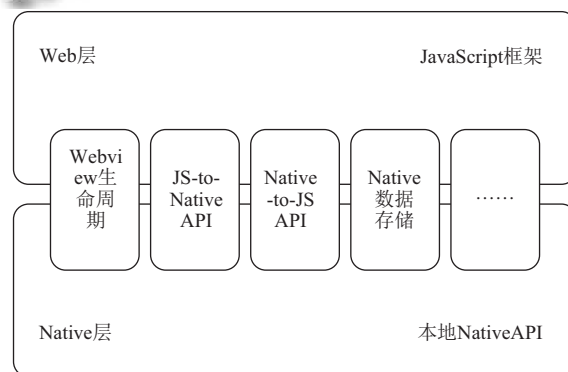 Web层
JavaScript框架
Webvi
ew生
命周
期
JS-to-
Native
API
Native
-to-JS
API
Native
数据
存储
……
Native层
本地NativeAPI